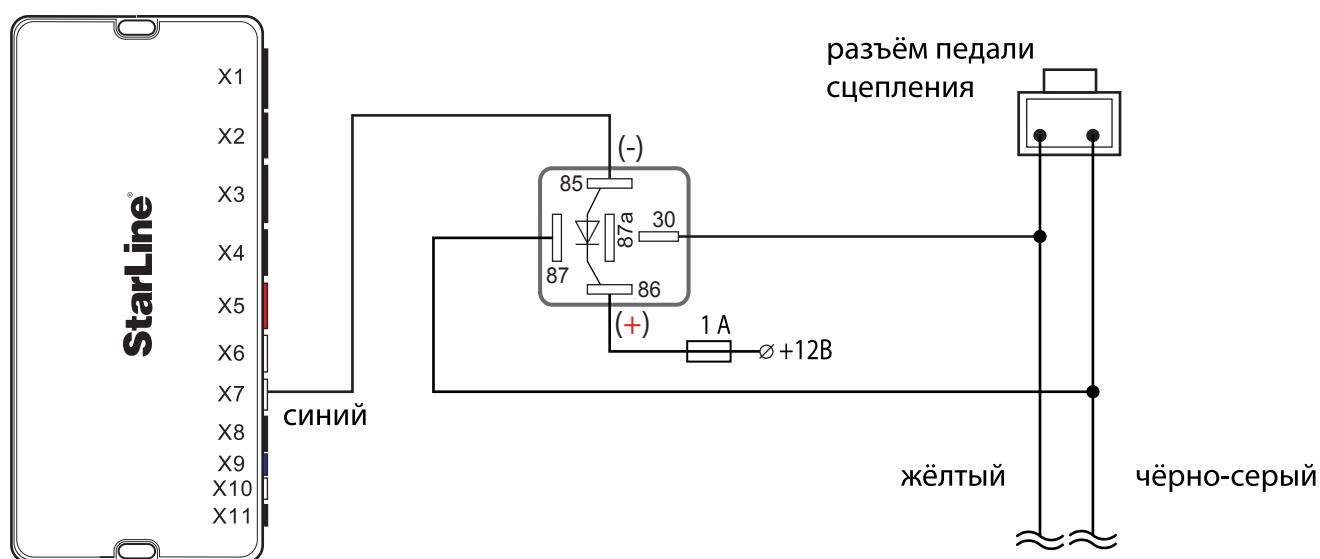 StarLine®
X1
X2
X3
X4
X5
X6
X7
X8
X9
X10
X11
синий
(-)
85
87a
30
87
86
(+)
1 А
+12В
разъём педали
сцепления
жёлтый
чёрно-серый